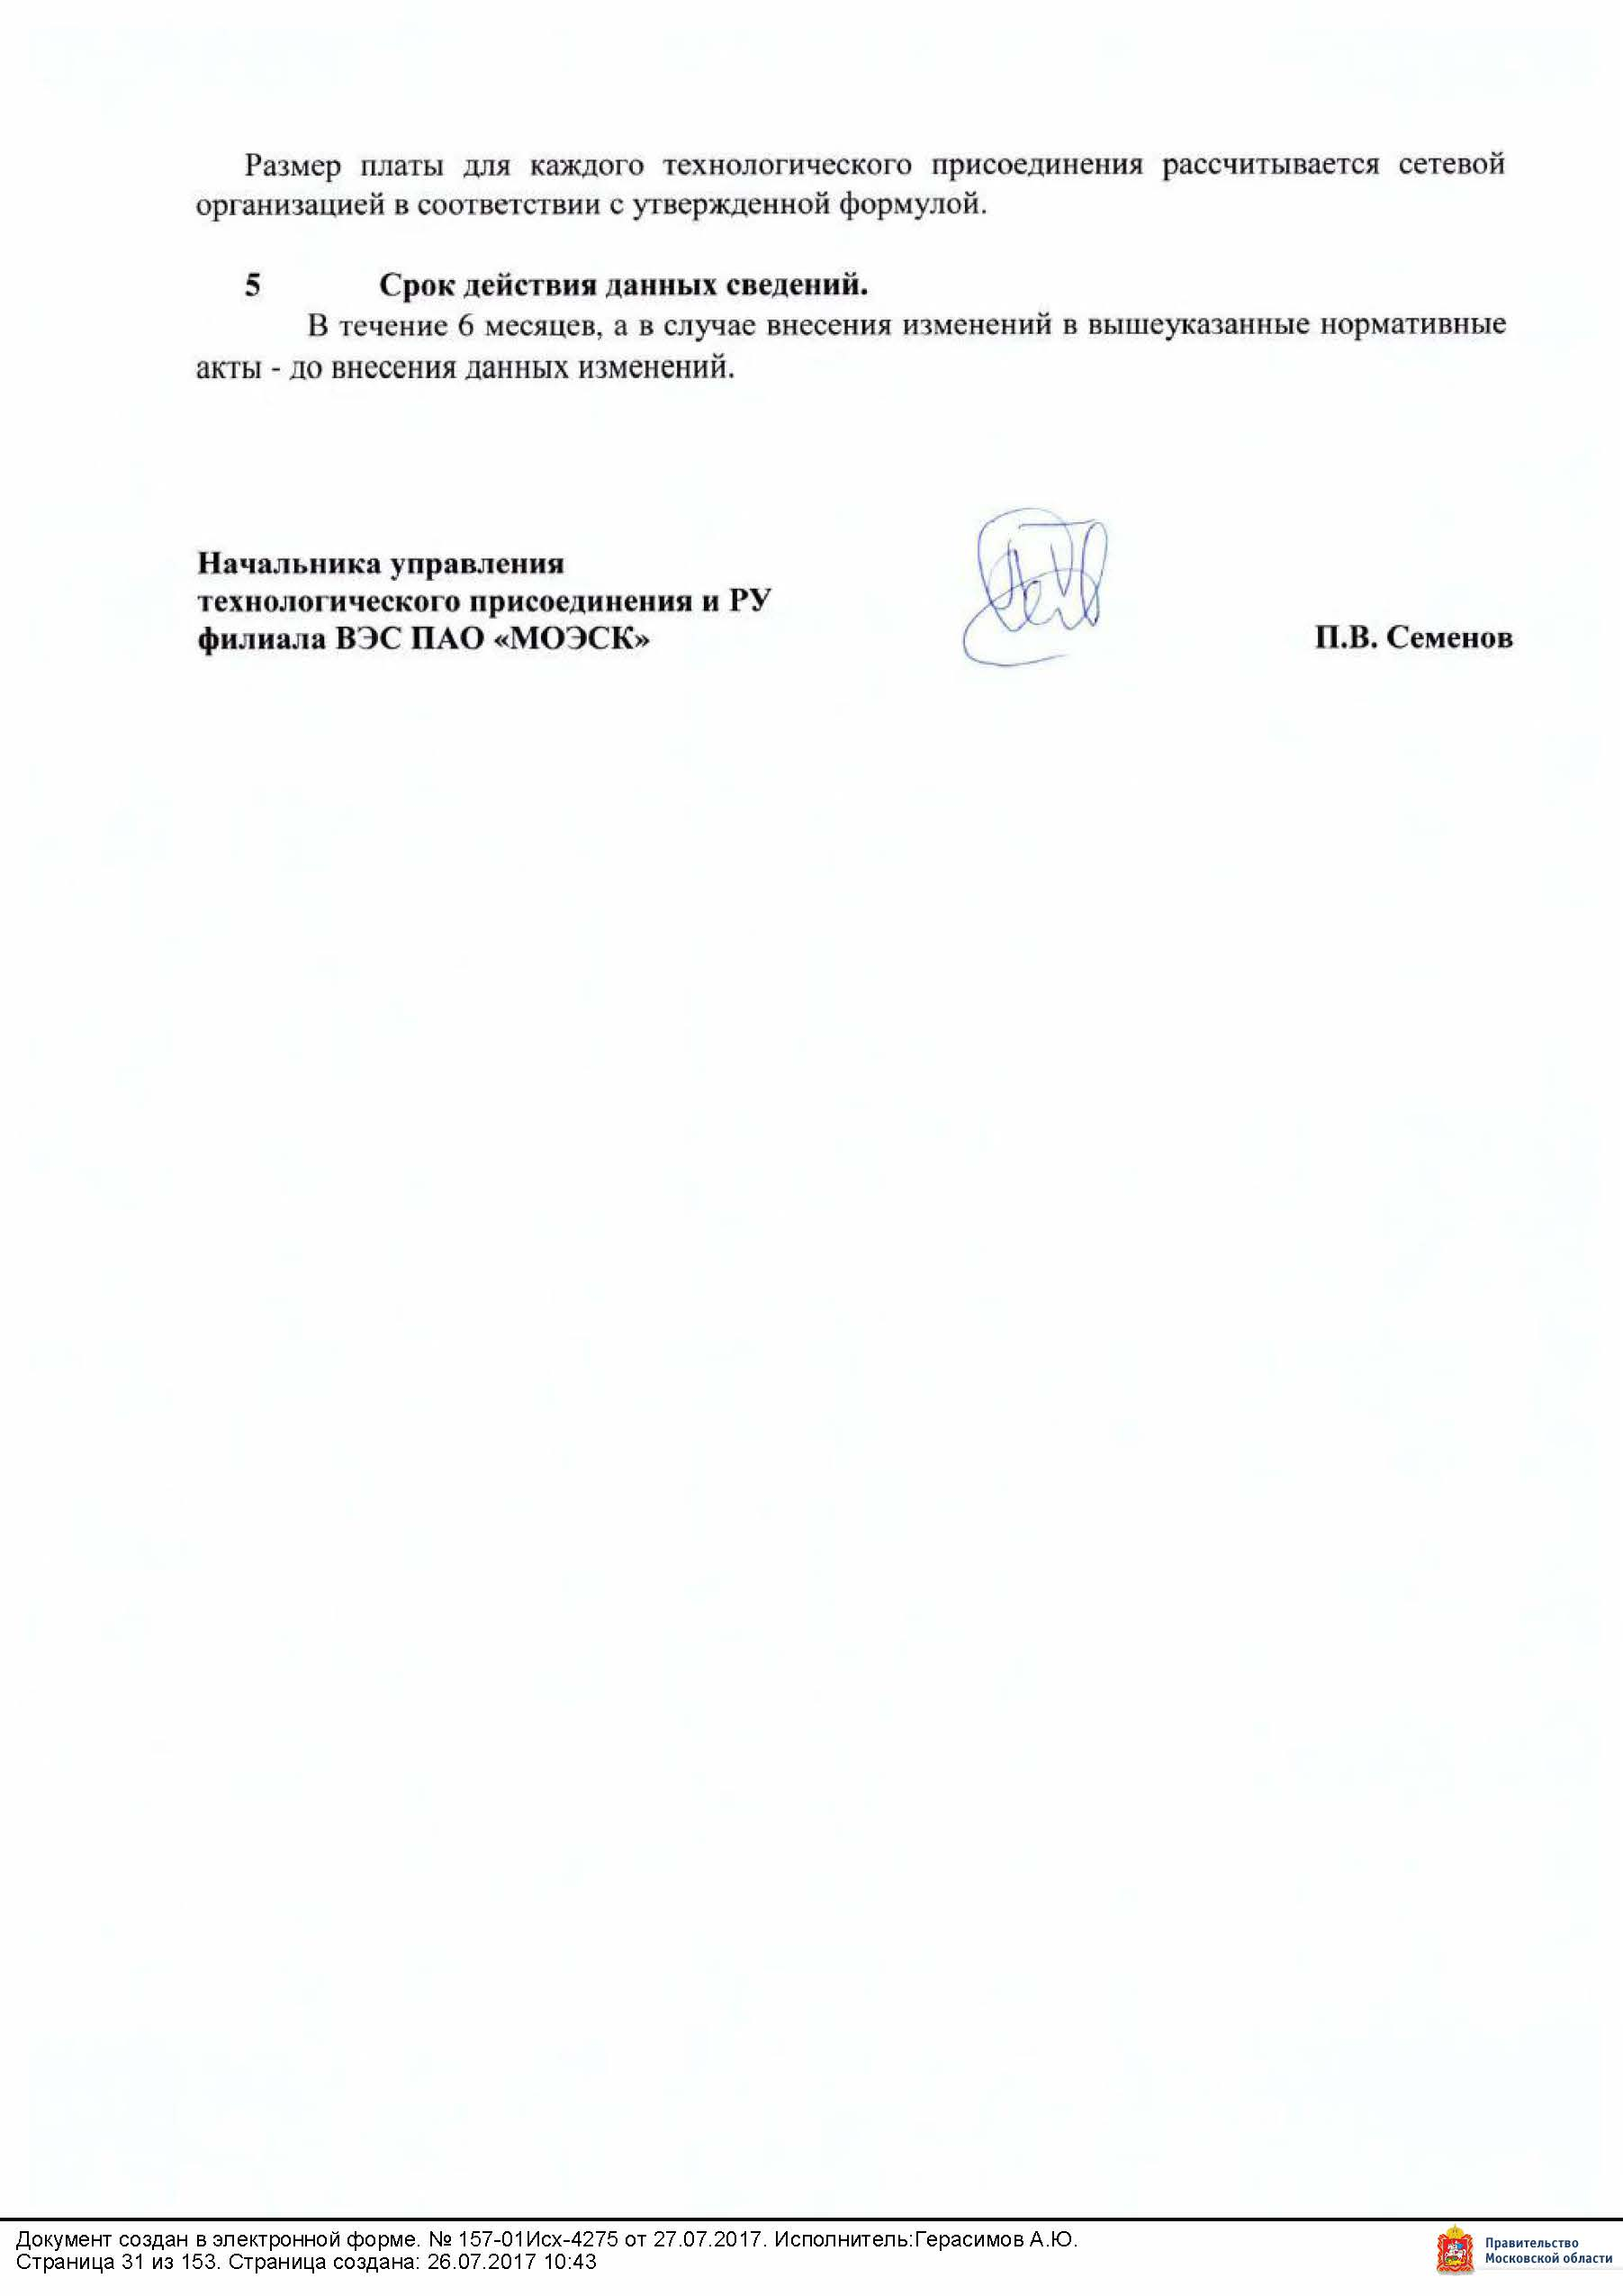 Размер платы для каждого технологического присоединения рассчитывается сетевой
организацией в соответствии с утвержденной формулой.
5 Срок действия данных сведений.
В течение 6 месяцев, а в случае внесения изменений в вышеуказанные нормативные
акты - до внесения данных изменений.
Начальника управления
технологического присоединения и РУ
филиала ВЭС ПАО «МОЭСК»
П.В. Семенов
Документ создан в электронной форме. № 157-01Исх-4275 от 27.07.2017. Исполнитель:Герасимов А.Ю.
Страница 31 из 153. Страница создана: 26.07.2017 10:43
Правительство
Московской области